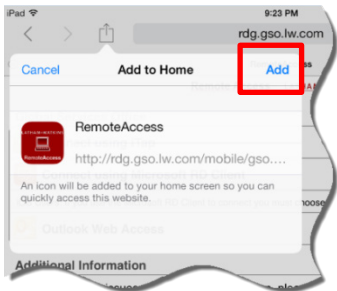 iPad 9:23 PM
rdg.gso.lw.com
Cancel Add to Home Add
RemoteAccess
LATHAM&WATKINS
RemoteAccess
http://rdg.gso.lw.com/mobile/gso....
An icon will be added to your home screen so you can
quickly access this website.
Outlook Web Access
Additional Information